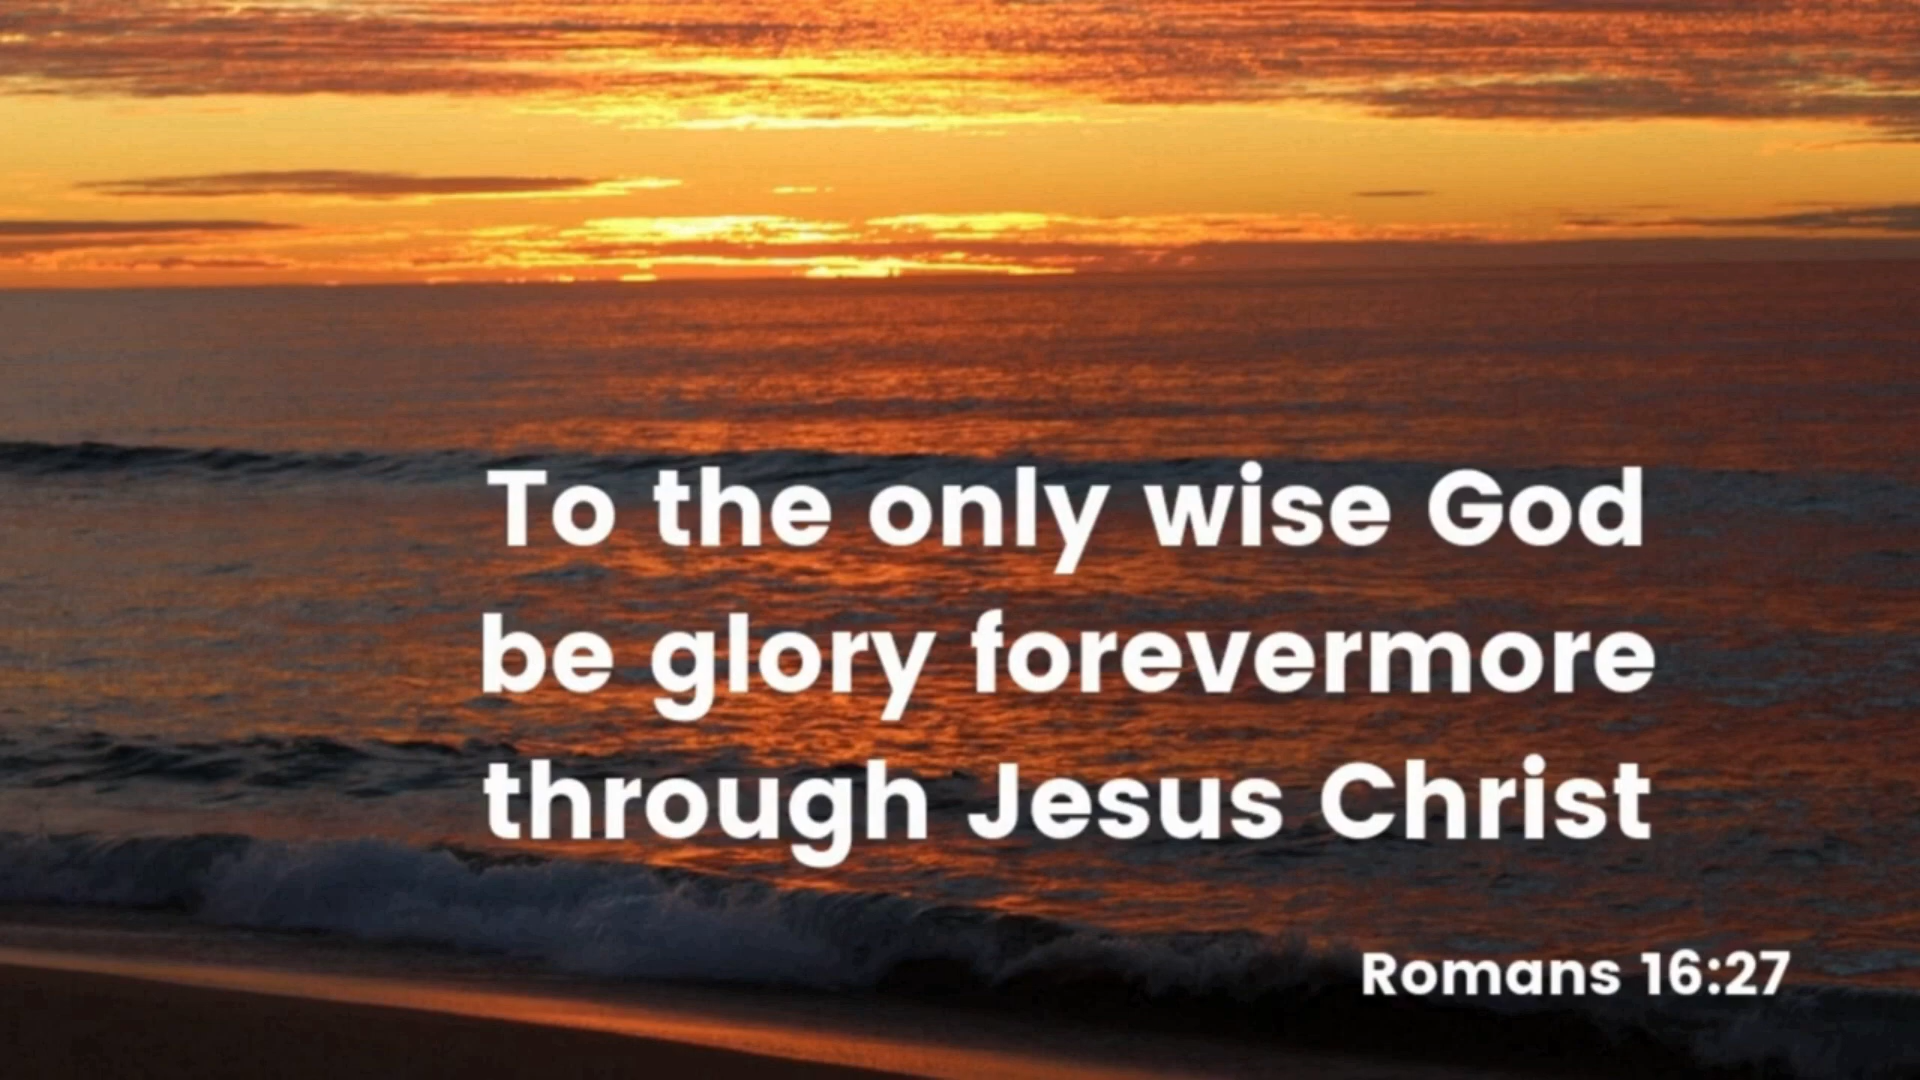 To the only wise God
be glory forevermore
through Jesus Christ
Romans 16:27